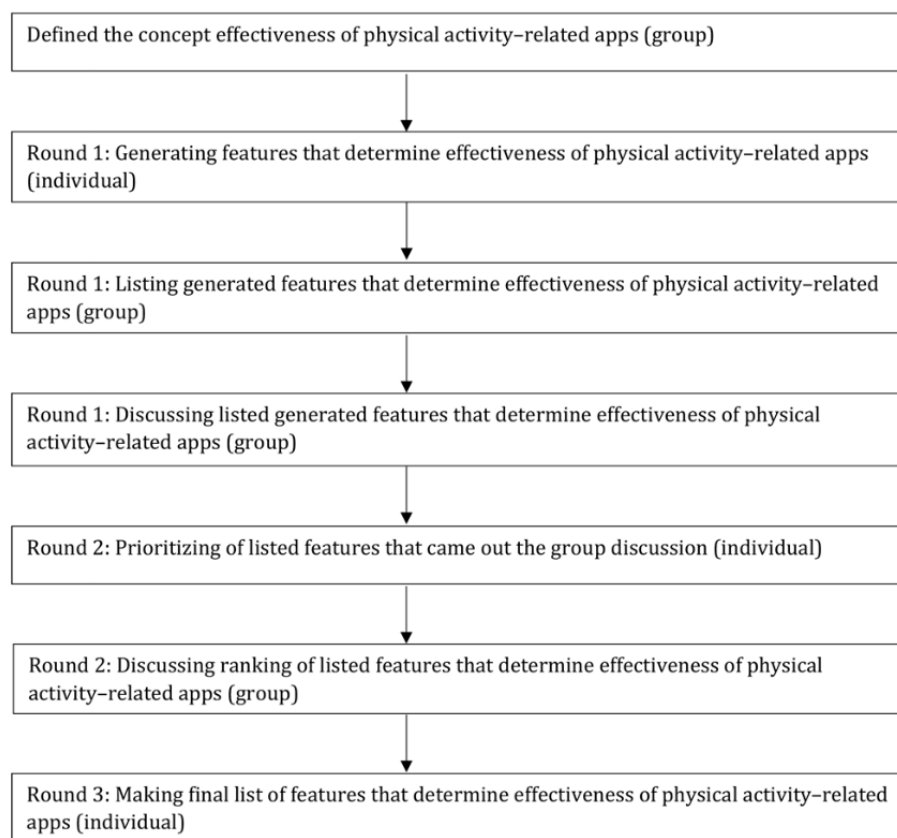 Defined the concept effectiveness of physical activity–related apps (group)
Round 1: Generating features that determine effectiveness of physical activity–related apps
(individual)
Round 1: Listing generated features that determine effectiveness of physical activity–related
apps (group)
Round 1: Discussing listed generated features that determine effectiveness of physical
activity–related apps (group)
Round 2: Prioritizing of listed features that came out the group discussion (individual)
Round 2: Discussing ranking of listed features that determine effectiveness of physical
activity–related apps (group)
Round 3: Making final list of features that determine effectiveness of physical activity–related
apps (individual)